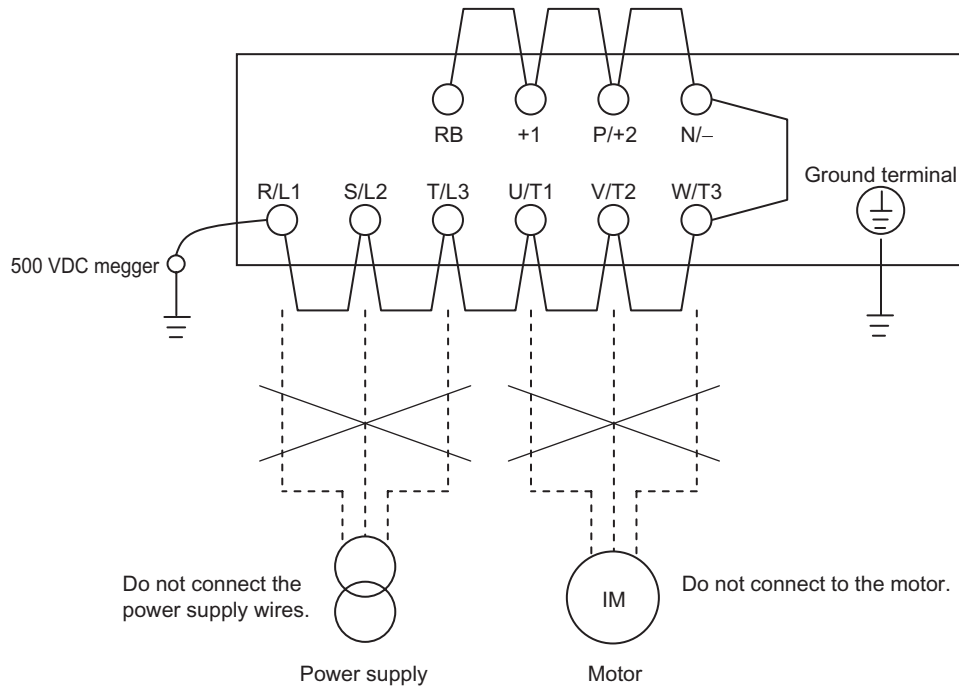 RB +1 P/+2 N/−
Ground terminal
R/L1 S/L2 T/L3 U/T1 V/T2 W/T3
500 VDC megger
Do not connect the
power supply wires.
IM
Do not connect to the motor.
Power supply
Motor